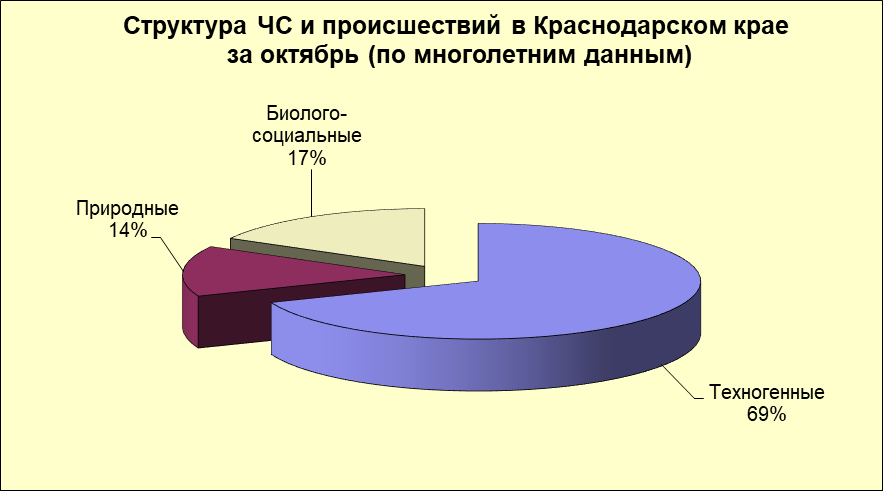 Структура ЧС и происшествий в Краснодарском крае
за октябрь (по многолетним данным)
Биолого-
социальные
17%
Природные
14%
Техногенные
69%